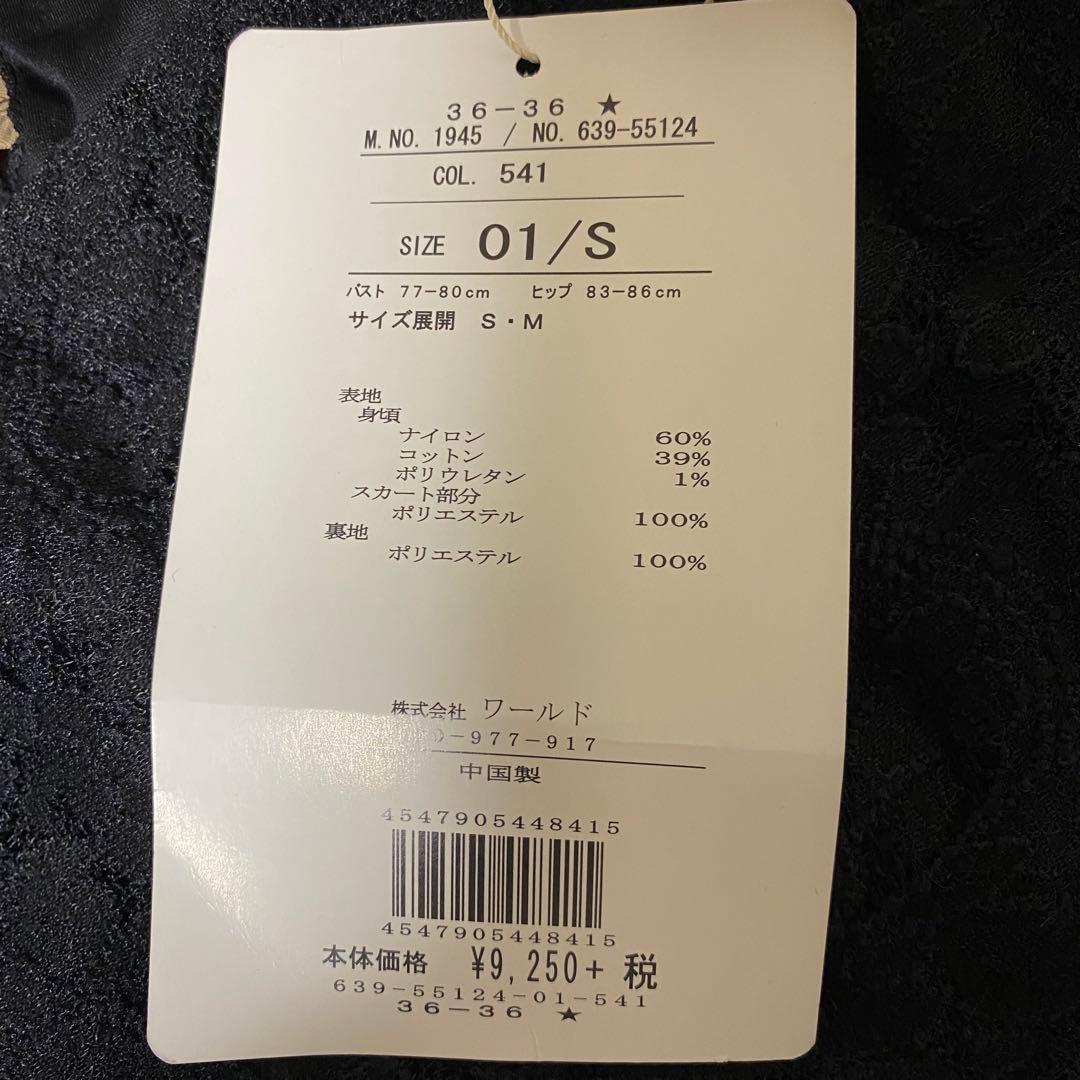 36-36 ★
M.NO. 1945 / NO. 639-55124
COL. 541
SIZE 01/S
バスト 77-80cm ヒップ 83-86cm
サイズ展開 S・M
表地
身頃
ナイロン 60%
コットン 39%
ポリウレタン 1%
スカート部分
ポリエステル 100%
裏地
ポリエステル 100%
株式会社 ワールド
0-977-917
中国製
4547905448415
4547905448415
本体価格 ¥9,250+ 税
639-55124-01-541
36-36 ★